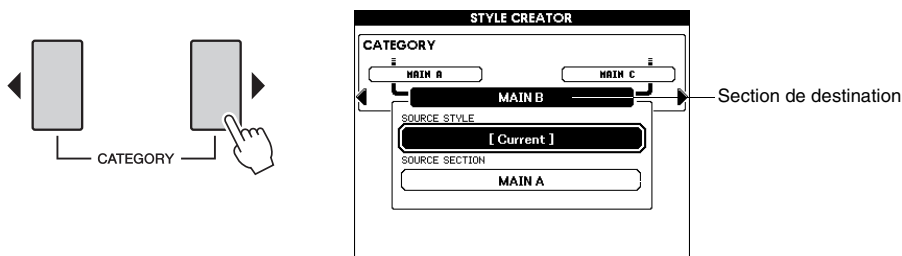 STYLE CREATOR
CATEGORY
MAIN A
MAIN C
MAIN B
Section de destination
SOURCE STYLE
[ Current ]
SOURCE SECTION
MAIN A
CATEGORY